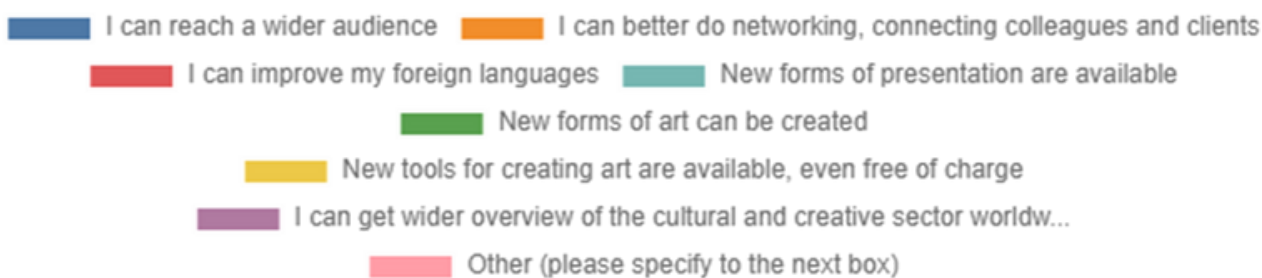 I can reach a wider audience I can better do networking, connecting colleagues and clients
I can improve my foreign languages New forms of presentation are available
New forms of art can be created
New tools for creating art are available, even free of charge
I can get wider overview of the cultural and creative sector worldw...
Other (please specify to the next box)